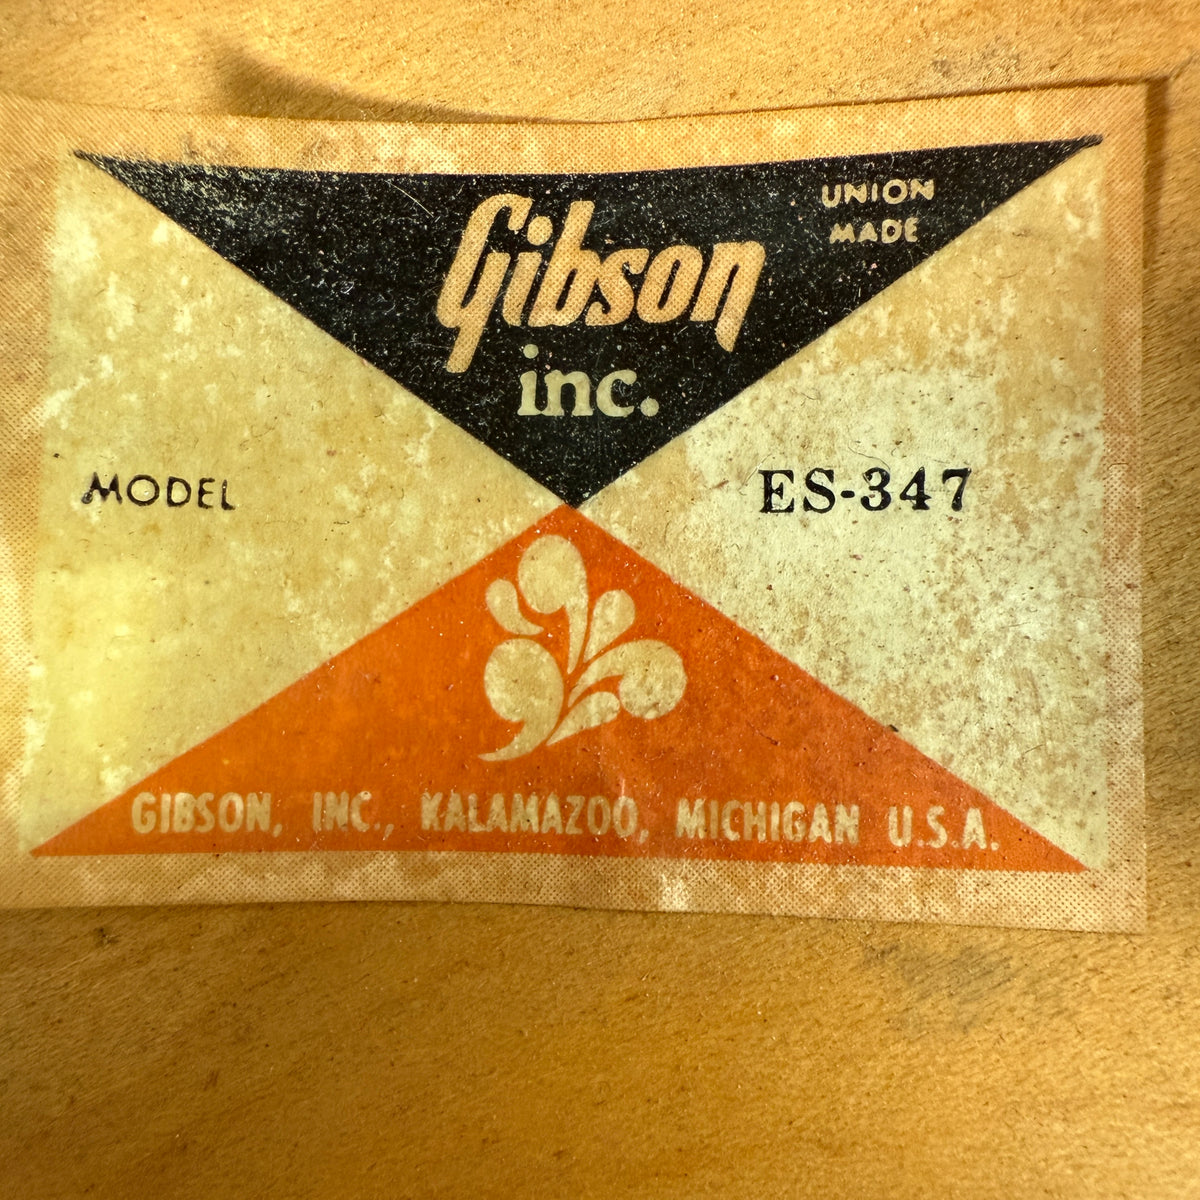 Gibson
inc.
UNION
MADE
MODEL
ES-347
GIBSON, INC., KALAMAZOO, MICHIGAN U.S.A.